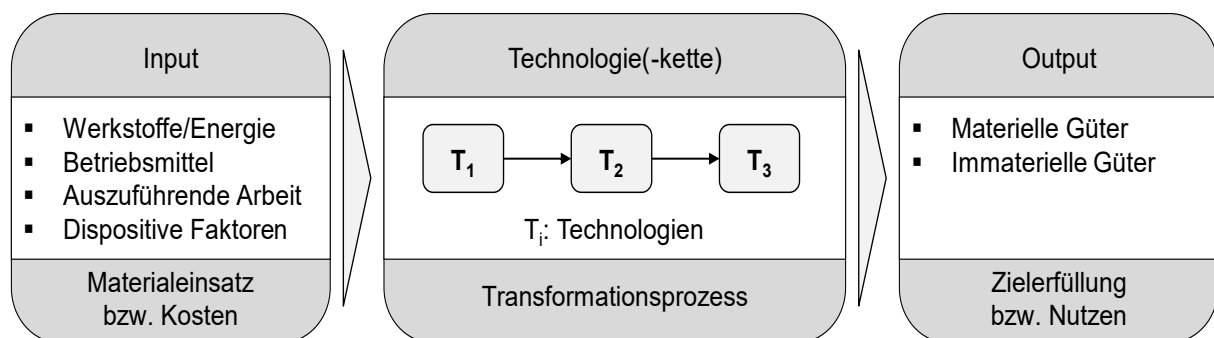 Input
▪ Werkstoffe/Energie
▪ Betriebsmittel
▪ Auszuführende Arbeit
▪ Dispositive Faktoren
Materialeinsatz
bzw. Kosten
Technologie(-kette)
T1
T2
T3
Ti: Technologien
Transformationsprozess
Output
▪ Materielle Güter
▪ Immaterielle Güter
Zielerfüllung
bzw. Nutzen